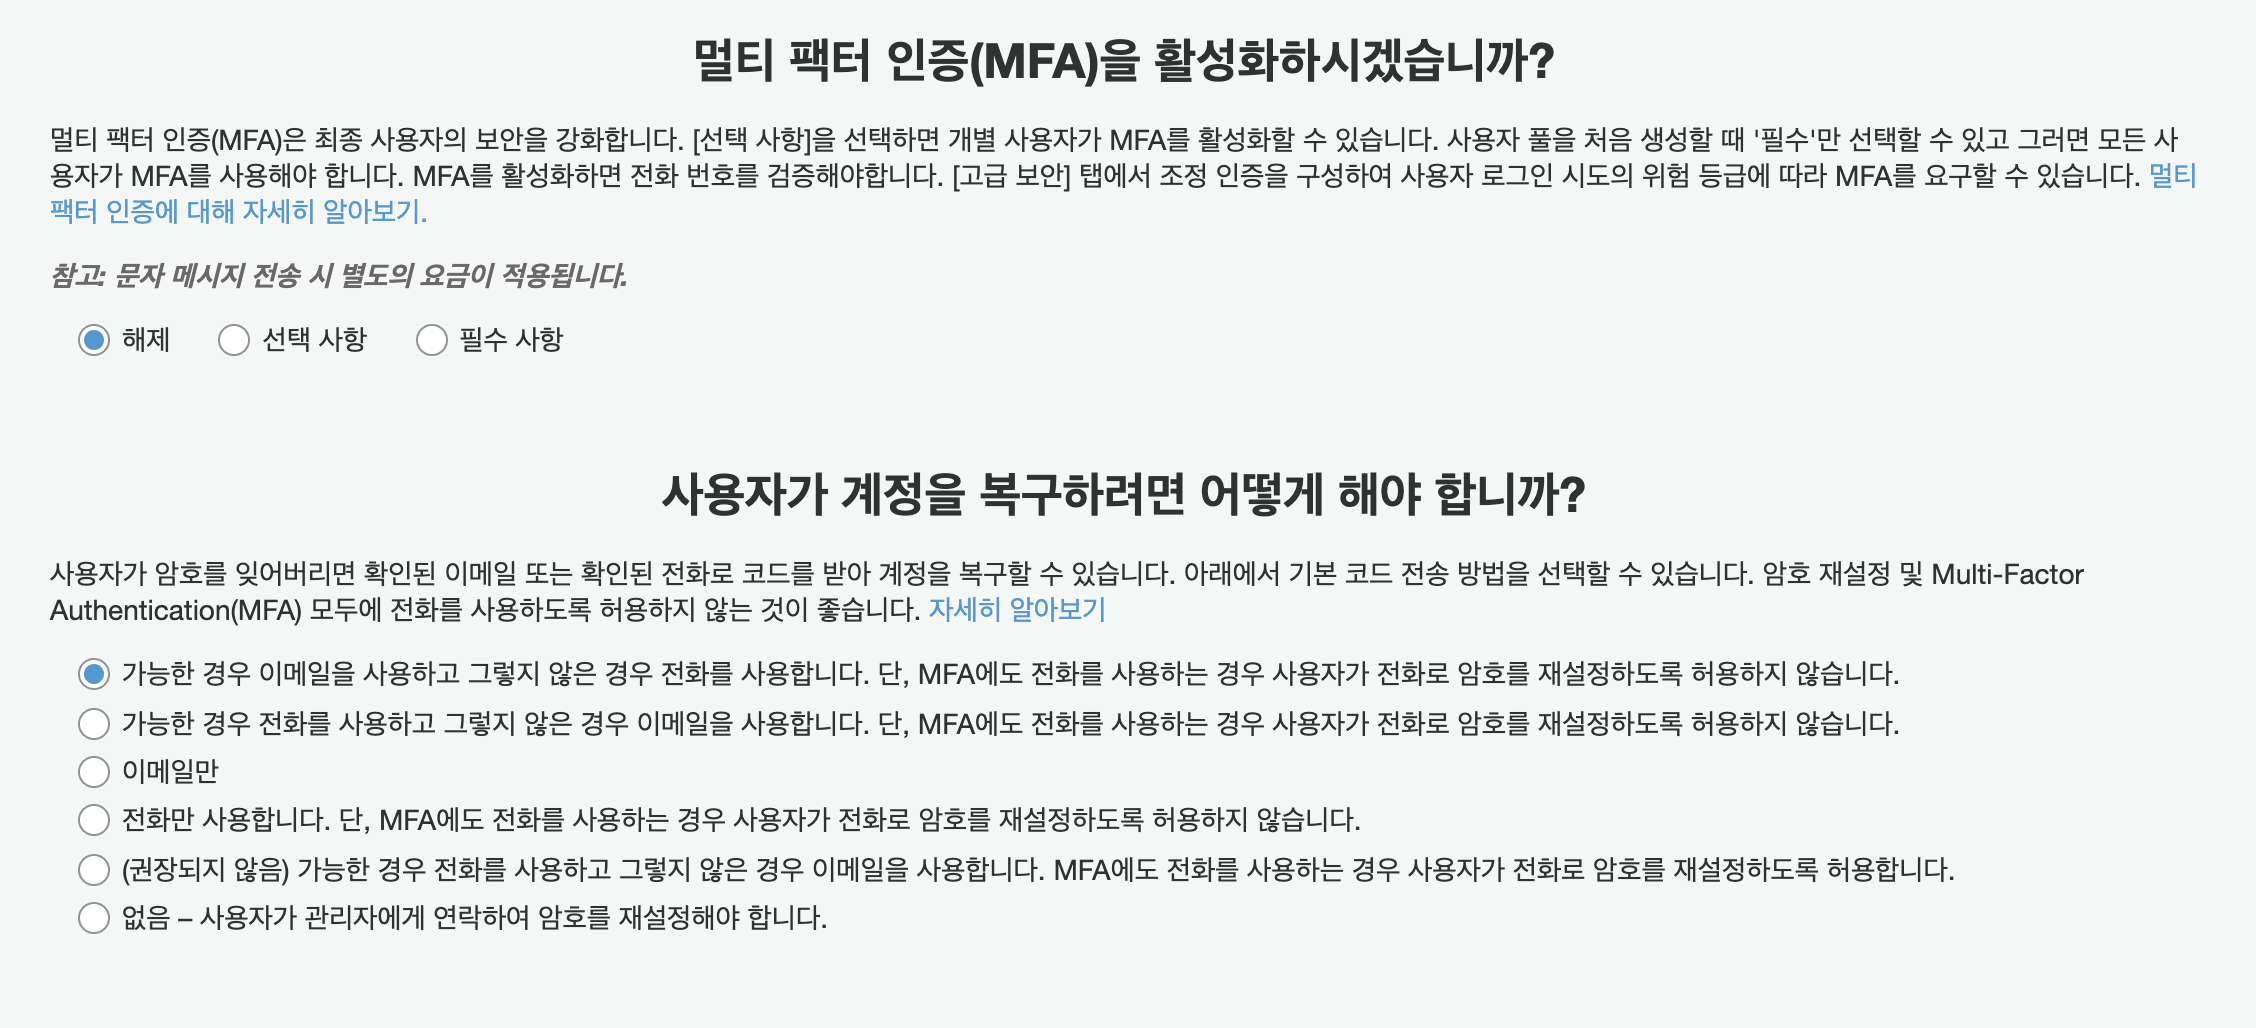 멀티 팩터 인증(MFA)을 활성화하시겠습니까?
멀티 팩터 인증(MFA)은 최종 사용자의 보안을 강화합니다. [선택 사항]을 선택하면 개별 사용자가 MFA를 활성화할 수 있습니다. 사용자 풀을 처음 생성할 때 '필수'만 선택할 수 있고 그러면 모든 사
용자가 MFA를 사용해야 합니다. MFA를 활성화하면 전화 번호를 검증해야합니다. [고급 보안] 탭에서 조정 인증을 구성하여 사용자 로그인 시도의 위험 등급에 따라 MFA를 요구할 수 있습니다. 멀티
팩터 인증에 대해 자세히 알아보기.
참고: 문자 메시지 전송 시 별도의 요금이 적용됩니다.
해제 선택 사항 필수 사항
사용자가 계정을 복구하려면 어떻게 해야 합니까?
사용자가 암호를 잊어버리면 확인된 이메일 또는 확인된 전화로 코드를 받아 계정을 복구할 수 있습니다. 아래에서 기본 코드 전송 방법을 선택할 수 있습니다. 암호 재설정 및 Multi-Factor
Authentication(MFA) 모두에 전화를 사용하도록 허용하지 않는 것이 좋습니다. 자세히 알아보기
가능한 경우 이메일을 사용하고 그렇지 않은 경우 전화를 사용합니다. 단, MFA에도 전화를 사용하는 경우 사용자가 전화로 암호를 재설정하도록 허용하지 않습니다.
가능한 경우 전화를 사용하고 그렇지 않은 경우 이메일을 사용합니다. 단, MFA에도 전화를 사용하는 경우 사용자가 전화로 암호를 재설정하도록 허용하지 않습니다.
이메일만
전화만 사용합니다. 단, MFA에도 전화를 사용하는 경우 사용자가 전화로 암호를 재설정하도록 허용하지 않습니다.
(권장되지 않음) 가능한 경우 전화를 사용하고 그렇지 않은 경우 이메일을 사용합니다. MFA에도 전화를 사용하는 경우 사용자가 전화로 암호를 재설정하도록 허용합니다.
없음 – 사용자가 관리자에게 연락하여 암호를 재설정해야 합니다.